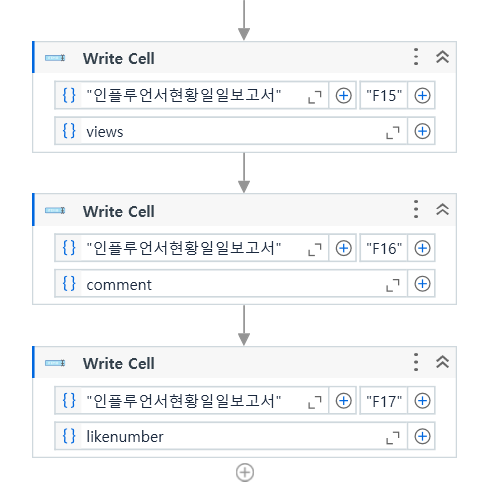 Write Cell
"인플루언서현황일일보고서" "F15"
views
Write Cell
"인플루언서현황일일보고서" "F16"
comment
Write Cell
"인플루언서현황일일보고서" "F17"
likenumber